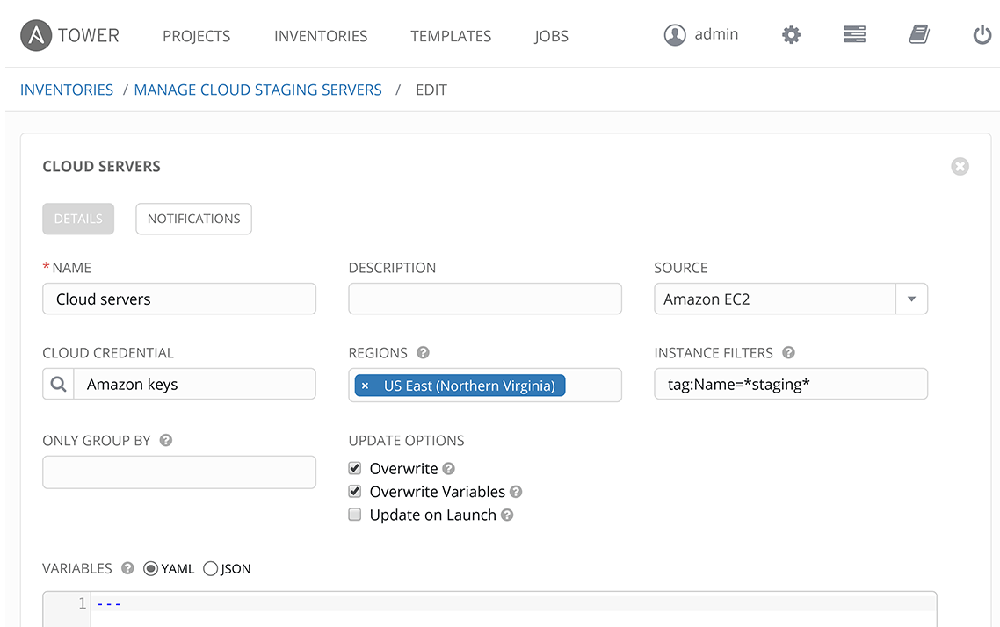 A TOWER PROJECTS INVENTORIES TEMPLATES JOBS admin
INVENTORIES / MANAGE CLOUD STAGING SERVERS / EDIT
CLOUD SERVERS
DETAILS NOTIFICATIONS
* NAME DESCRIPTION SOURCE
Cloud servers Amazon EC2
CLOUD CREDENTIAL REGIONS ? INSTANCE FILTERS ?
Amazon keys × US East (Northern Virginia) tag:Name=*staging*
ONLY GROUP BY ? UPDATE OPTIONS
Overwrite ?
Overwrite Variables ?
Update on Launch ?
VARIABLES ? YAML JSON
1 ---